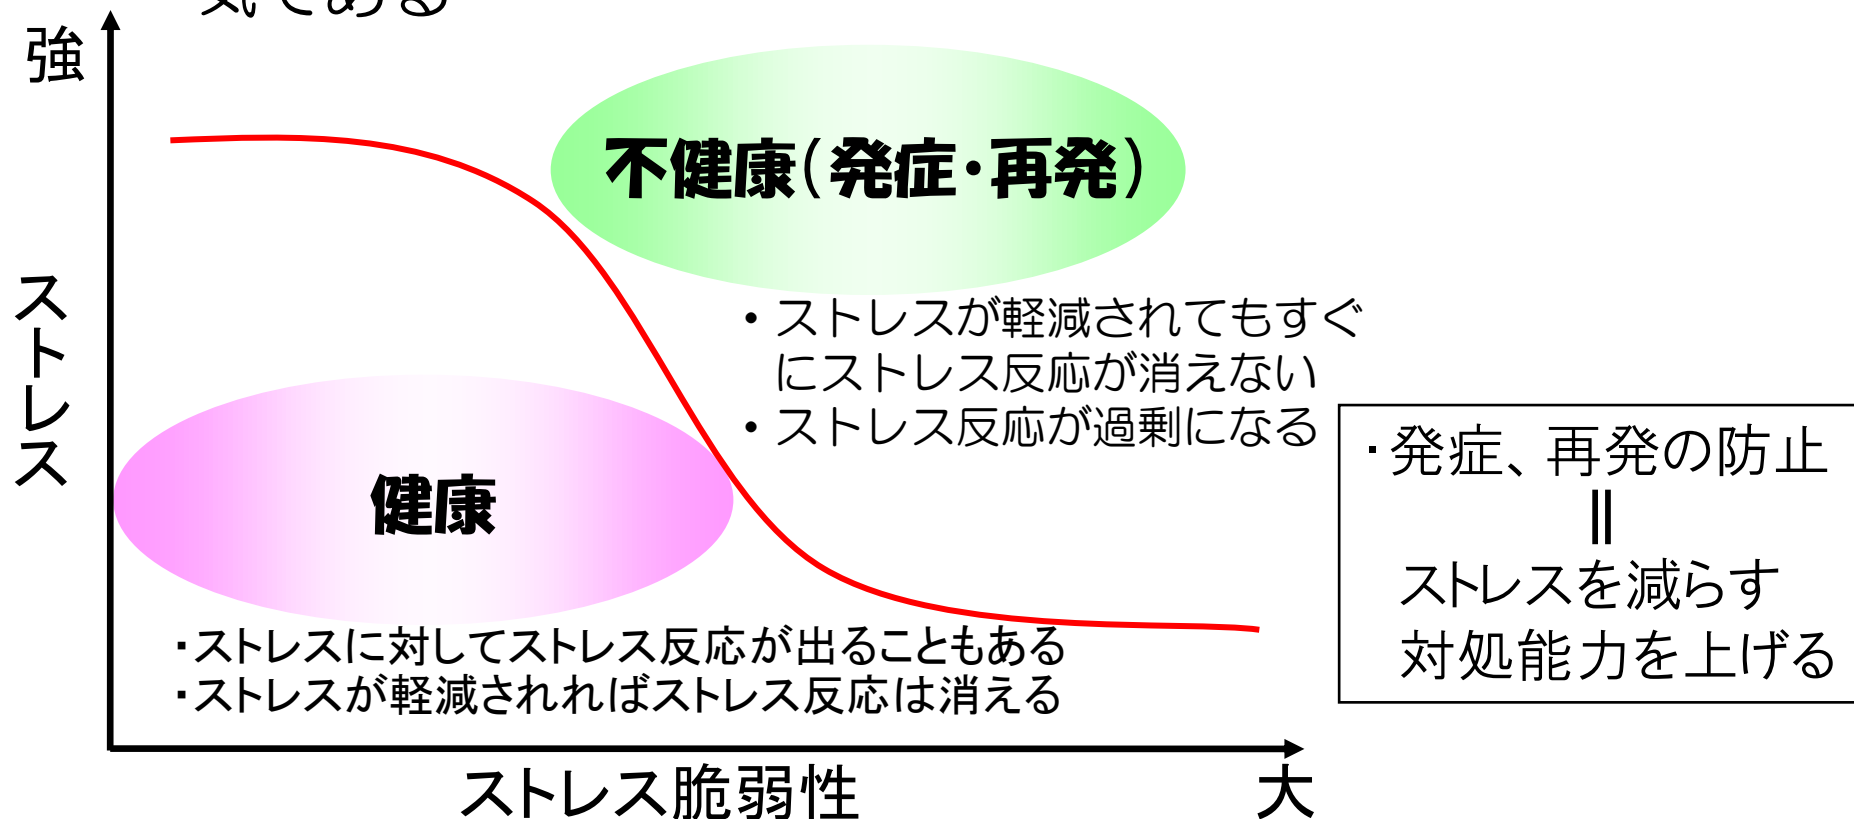 気である
強
不健康（発症・再発）
ストレス
・ストレスが軽減されてもすぐ
にストレス反応が消えない
・ストレス反応が過剰になる
健康
・ストレスに対してストレス反応が出ることもある
・ストレスが軽減されればストレス反応は消える
・発症、再発の防止
＝
ストレスを減らす
対処能力を上げる
ストレス脆弱性
大